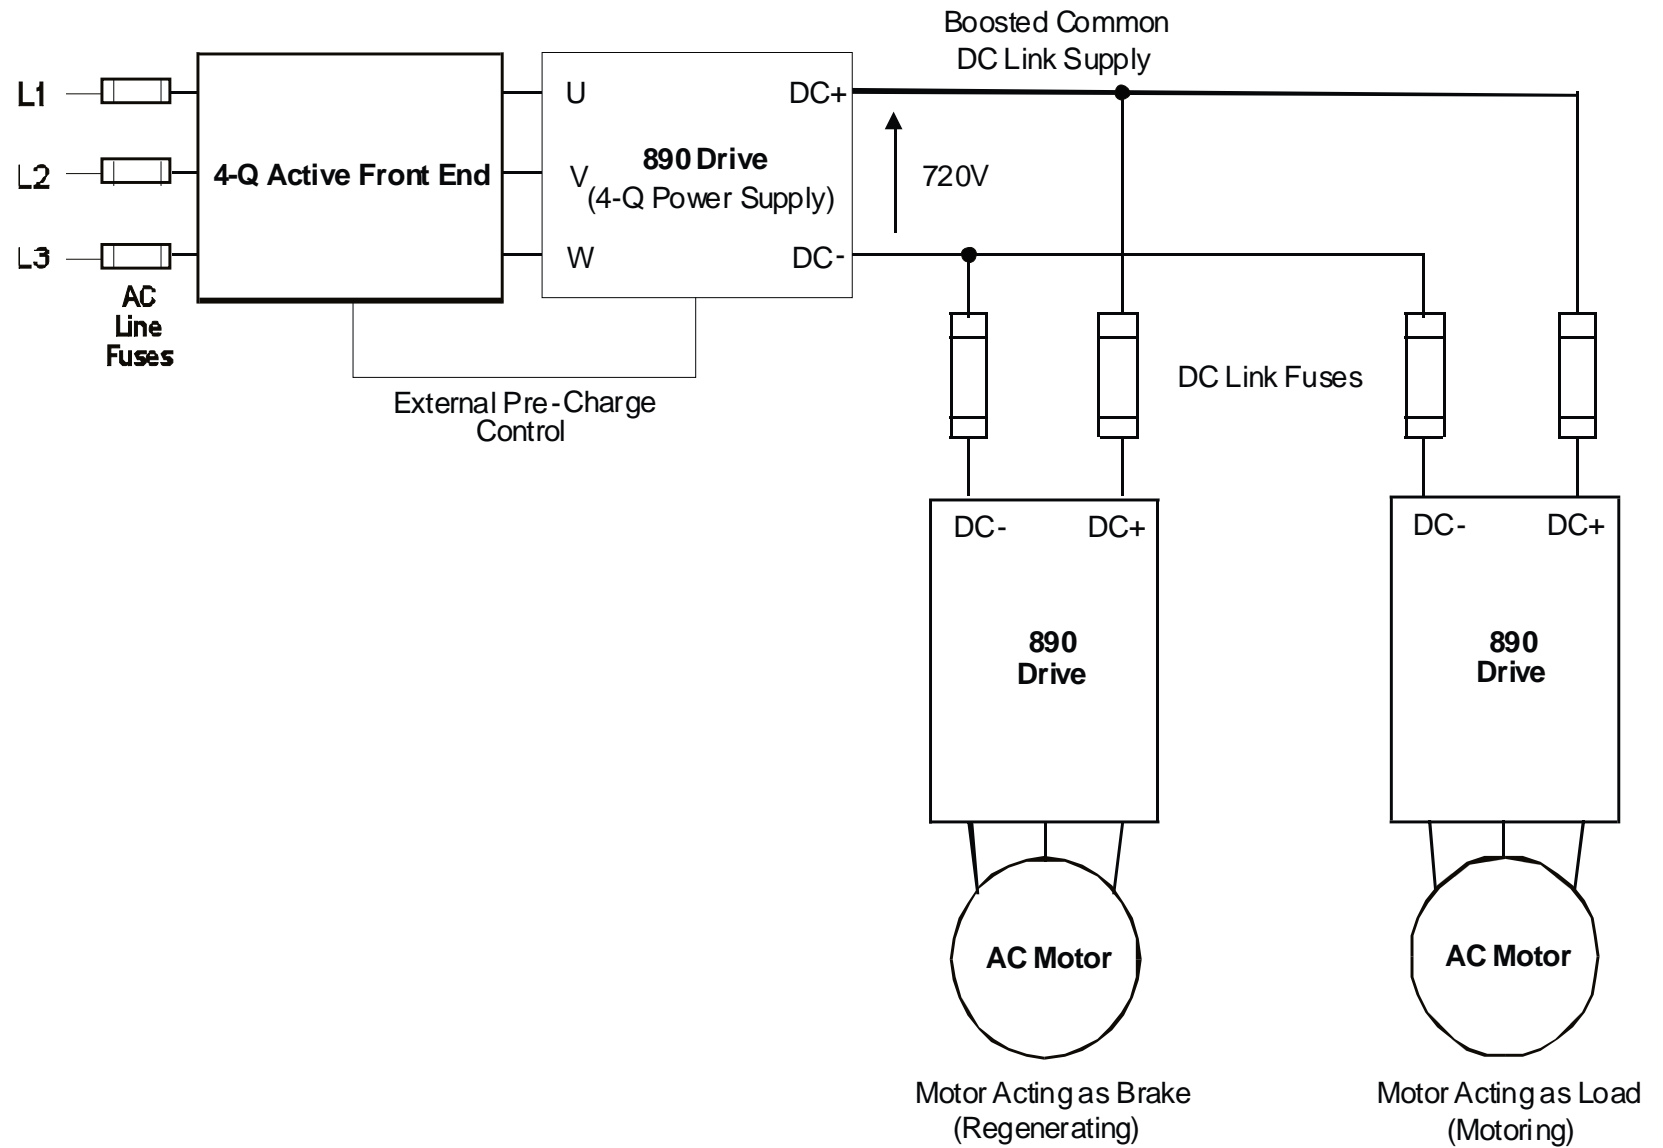 Boosted Common
DC Link Supply
L1
U
DC+
L2
4-Q Active Front End
V
890 Drive
(4-Q Power Supply)
720V
L3
W
DC-
AC
Line
Fuses
External Pre-Charge
Control
DC Link Fuses
DC-
DC+
DC-
DC+
890
Drive
890
Drive
AC Motor
AC Motor
Motor Acting as Brake
(Regenerating)
Motor Acting as Load
(Motoring)